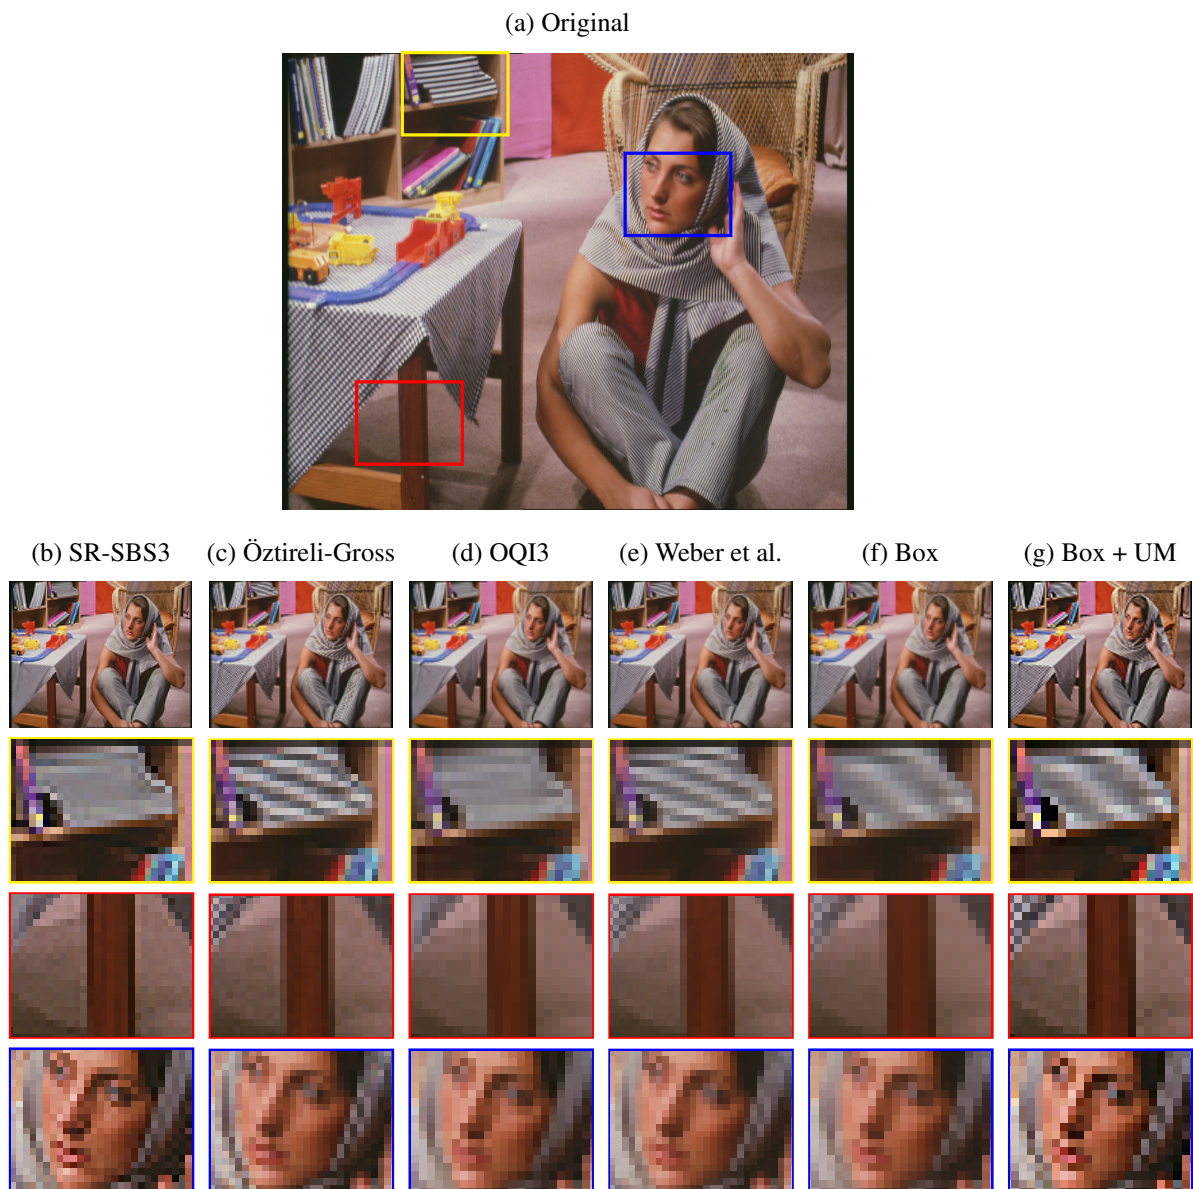 (a) Original
(b) SR-SBS3 (c) Öztireli-Gross (d) OQI3 (e) Weber et al. (f) Box (g) Box + UM